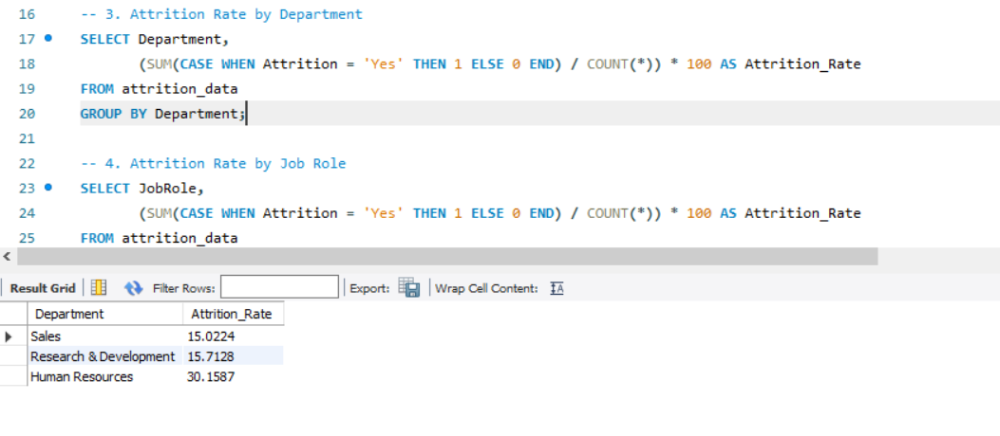 16 -- 3. Attrition Rate by Department
17 SELECT Department,
18 (SUM(CASE WHEN Attrition = 'Yes' THEN 1 ELSE 0 END) / COUNT(*)) * 100 AS Attrition_Rate
19 FROM attrition_data
20 GROUP BY Department;
21
22 -- 4. Attrition Rate by Job Role
23 SELECT JobRole,
24 (SUM(CASE WHEN Attrition = 'Yes' THEN 1 ELSE 0 END) / COUNT(*)) * 100 AS Attrition_Rate
25 FROM attrition_data
Result Grid Filter Rows: Export: Wrap Cell Content:
Department Attrition_Rate
Sales 15.0224
Research & Development 15.7128
Human Resources 30.1587